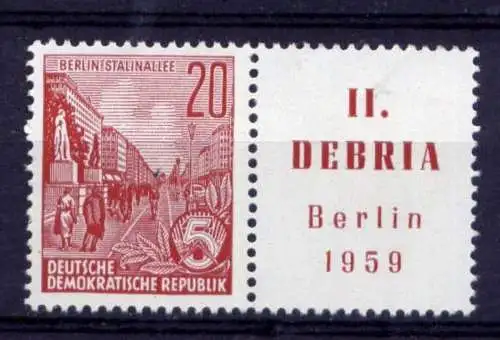 BERLIN STALINALLEE
20
5
DEUTSCHE
DEMOKRATISCHE REPUBLIK
II.
DEBRIA
Berlin
1959